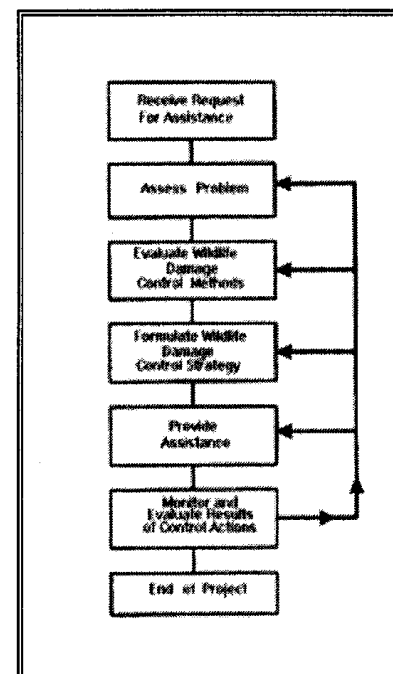 Receive Request
For Assistance
Assess Problem
Evaluate Wildlife
Damage
Control Methods
Formulate Wildlife
Damage
Control Strategy
Provide
Assistance
Monitor and
Evaluate Results
of Control Actions
End of Project